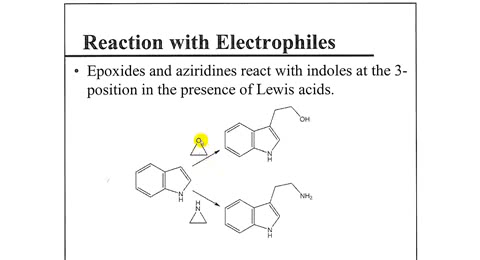 Reaction with Electrophiles
• Epoxides and aziridines react with indoles at the 3-
position in the presence of Lewis acids.
OH
O
N
H
N
H
H
N
NH2
N
H